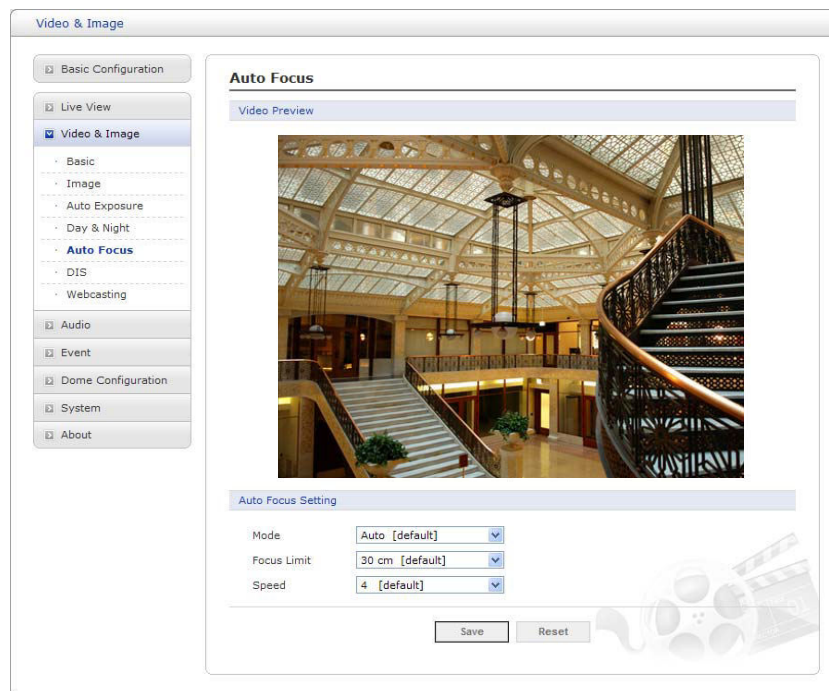 Video & Image
Basic Configuration
Live View
Video & Image
Basic
Image
Auto Exposure
Day & Night
Auto Focus
DIS
Webcasting
Audio
Event
Dome Configuration
System
About
Auto Focus
Video Preview
Auto Focus Setting
Mode Auto [default]
Focus Limit 30 cm [default]
Speed 4 [default]
Save Reset